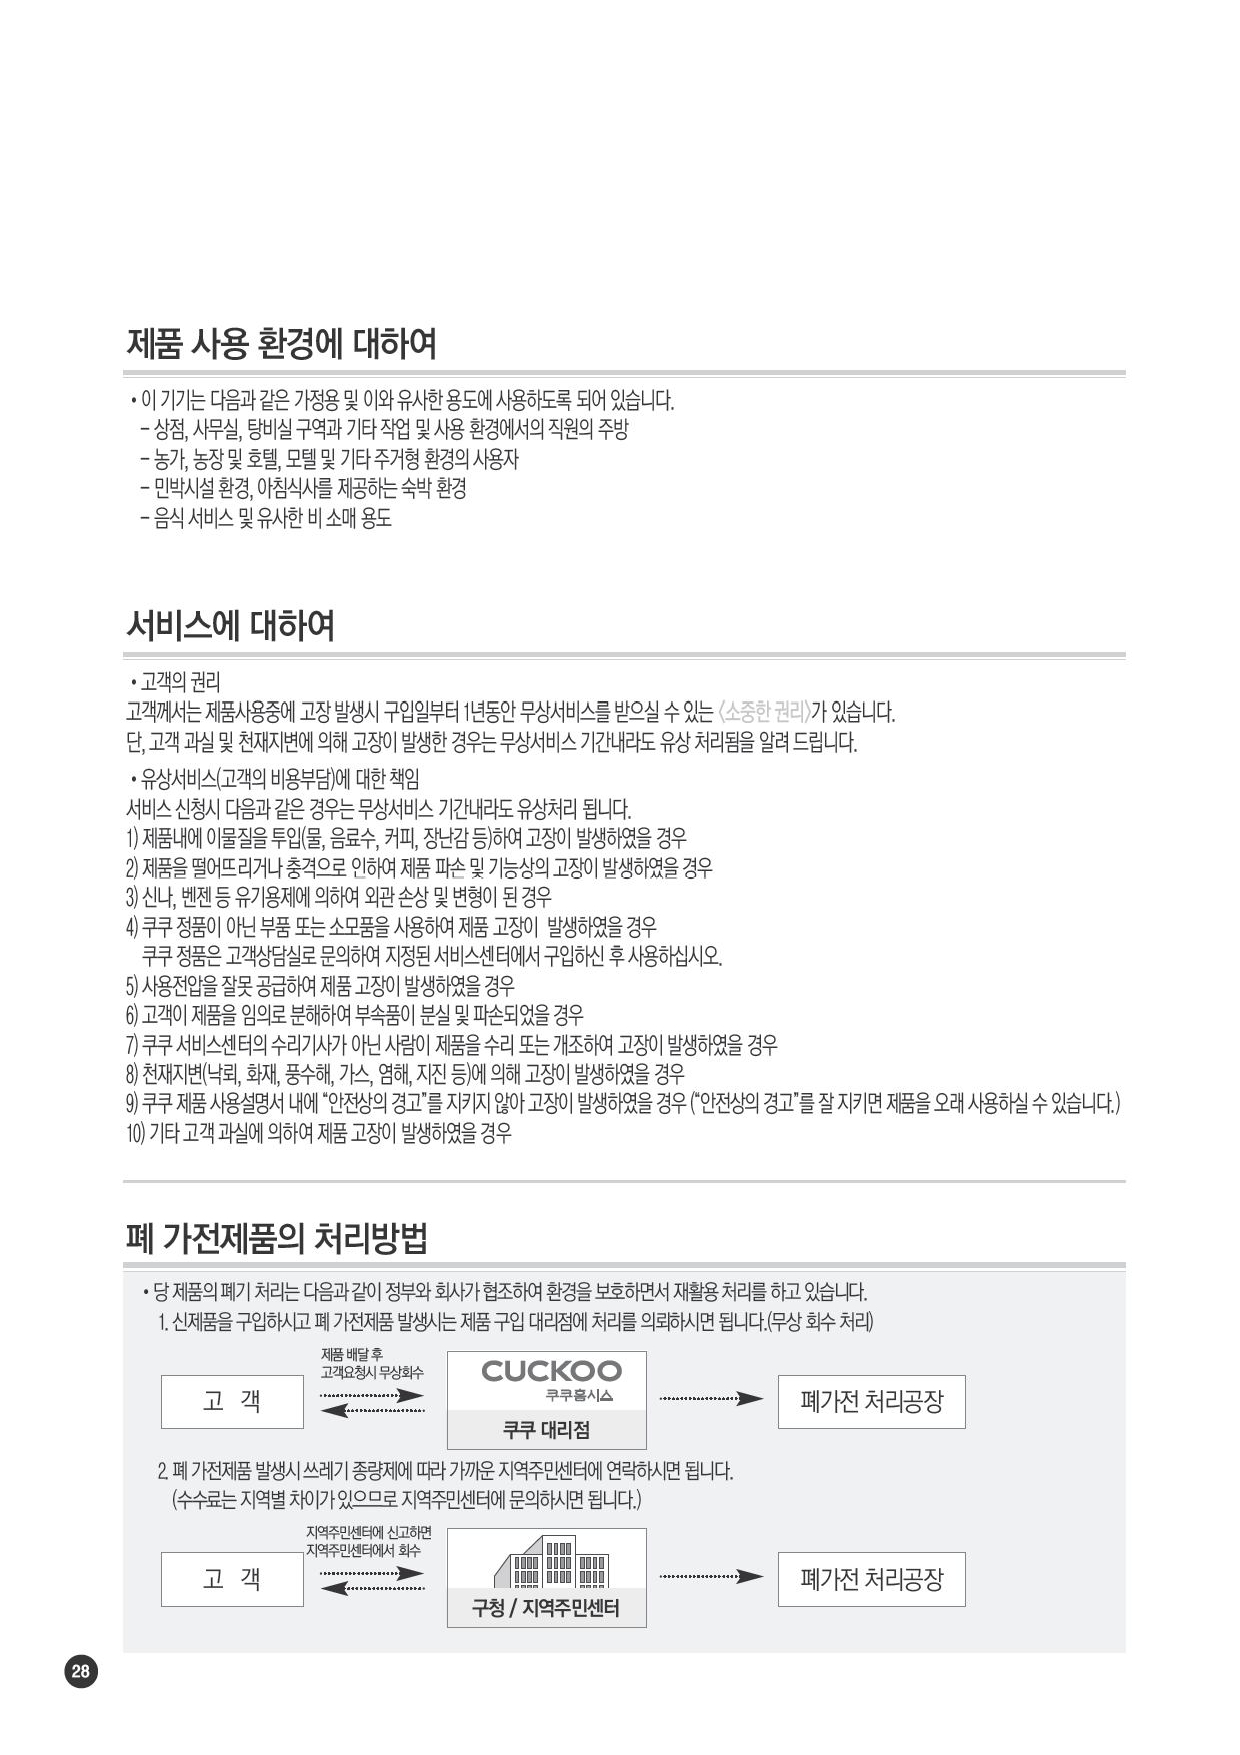 제품 사용 환경에 대하여
• 이 기기는 다음과 같은 가정용 및 이와 유사한 용도에 사용하도록 되어 있습니다.
- 상점, 사무실, 탕비실 구역과 기타 작업 및 사용 환경에서의 직원의 주방
- 농가, 농장 및 호텔, 모텔 및 기타 주거형 환경의 사용자
- 민박시설 환경, 아침식사를 제공하는 숙박 환경
- 음식 서비스 및 유사한 비 소매 용도
서비스에 대하여
• 고객의 권리
고객께서는 제품사용중에 고장 발생시 구입일부터 1년동안 무상서비스를 받으실 수 있는 〈소중한 권리〉가 있습니다.
단, 고객 과실 및 천재지변에 의해 고장이 발생한 경우는 무상서비스 기간내라도 유상 처리됨을 알려 드립니다.
• 유상서비스(고객의 비용부담)에 대한 책임
서비스 신청시 다음과 같은 경우는 무상서비스 기간내라도 유상처리 됩니다.
1) 제품내에 이물질을 투입(물, 음료수, 커피, 장난감 등)하여 고장이 발생하였을 경우
2) 제품을 떨어뜨리거나 충격으로 인하여 제품 파손 및 기능상의 고장이 발생하였을 경우
3) 신나, 벤젠 등 유기용제에 의하여 외관 손상 및 변형이 된 경우
4) 쿠쿠 정품이 아닌 부품 또는 소모품을 사용하여 제품 고장이 발생하였을 경우
쿠쿠 정품은 고객상담실로 문의하여 지정된 서비스센터에서 구입하신 후 사용하십시오.
5) 사용전압을 잘못 공급하여 제품 고장이 발생하였을 경우
6) 고객이 제품을 임의로 분해하여 부속품이 분실 및 파손되었을 경우
7) 쿠쿠 서비스센터의 수리기사가 아닌 사람이 제품을 수리 또는 개조하여 고장이 발생하였을 경우
8) 천재지변(낙뢰, 화재, 풍수해, 가스, 염해, 지진 등)에 의해 고장이 발생하였을 경우
9) 쿠쿠 제품 사용설명서 내에 “안전상의 경고”를 지키지 않아 고장이 발생하였을 경우 (“안전상의 경고”를 잘 지키면 제품을 오래 사용하실 수 있습니다.)
10) 기타 고객 과실에 의하여 제품 고장이 발생하였을 경우
폐 가전제품의 처리방법
• 당 제품의 폐기 처리는 다음과 같이 정부와 회사가 협조하여 환경을 보호하면서 재활용 처리를 하고 있습니다.
1. 신제품을 구입하시고 폐 가전제품 발생시는 제품 구입 대리점에 처리를 의뢰하시면 됩니다.(무상 회수 처리)
제품 배달 후
고객요청시 무상회수
CUCKOO
쿠쿠홈시스
고 객
폐가전 처리공장
쿠쿠 대리점
2. 폐 가전제품 발생시 쓰레기 종량제에 따라 가까운 지역주민센터에 연락하시면 됩니다.
(수수료는 지역별 차이가 있으므로 지역주민센터에 문의하시면 됩니다.)
지역주민센터에 신고하면
지역주민센터에서 회수
고 객
폐가전 처리공장
구청 / 지역주민센터
28